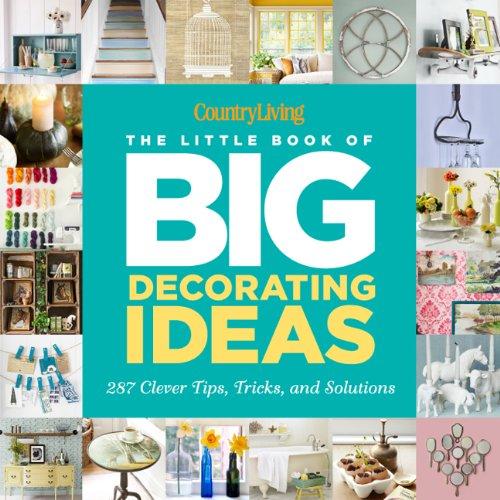 CountryLiving
THE LITTLE BOOK OF
BIG
DECORATING
IDEAS
287 Clever Tips, Tricks, and Solutions